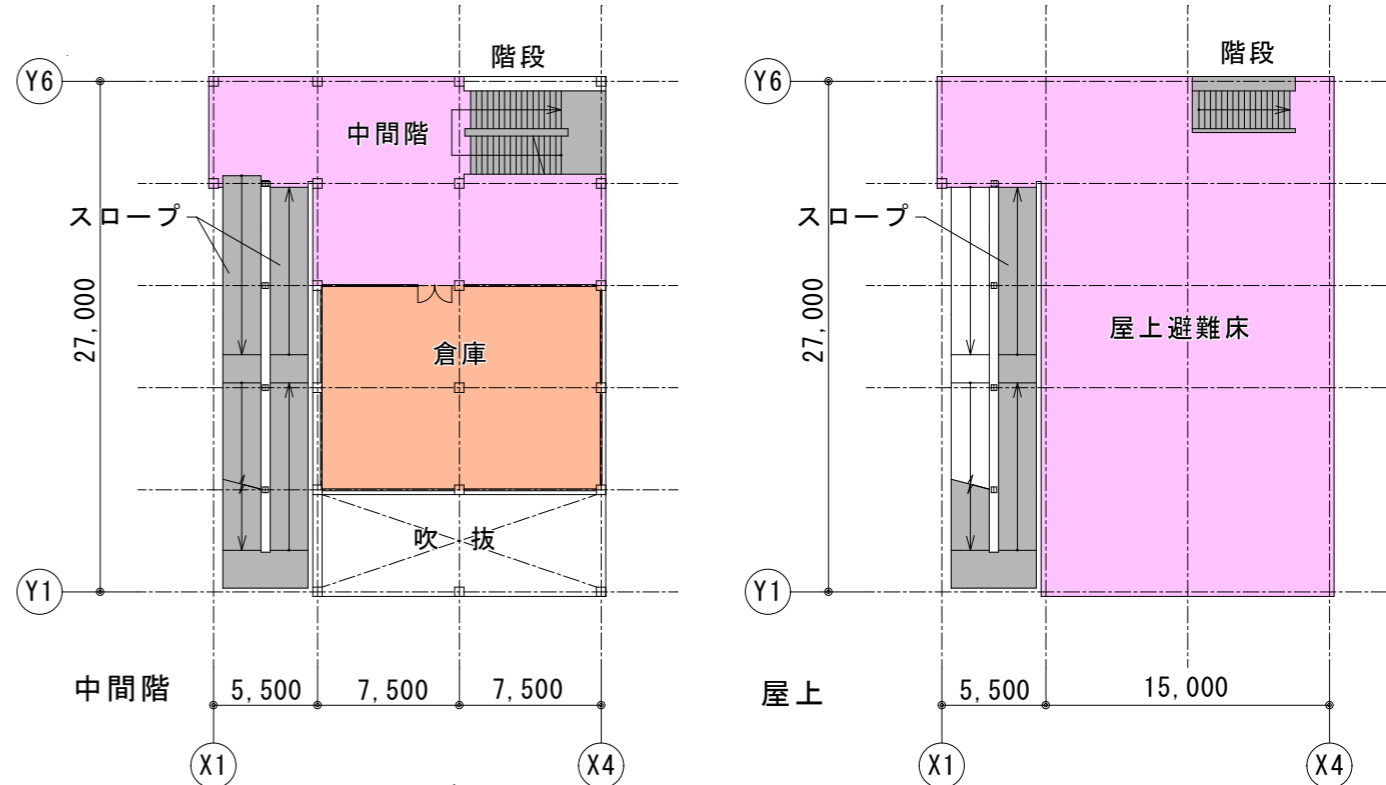 階段
Y6
中間階
スロープ
27,000
倉庫
吹抜
Y1
中間階
5,500
7,500
7,500
X1
X4
階段
Y6
スロープ
27,000
屋上避難床
Y1
屋上
5,500
15,000
X1
X4